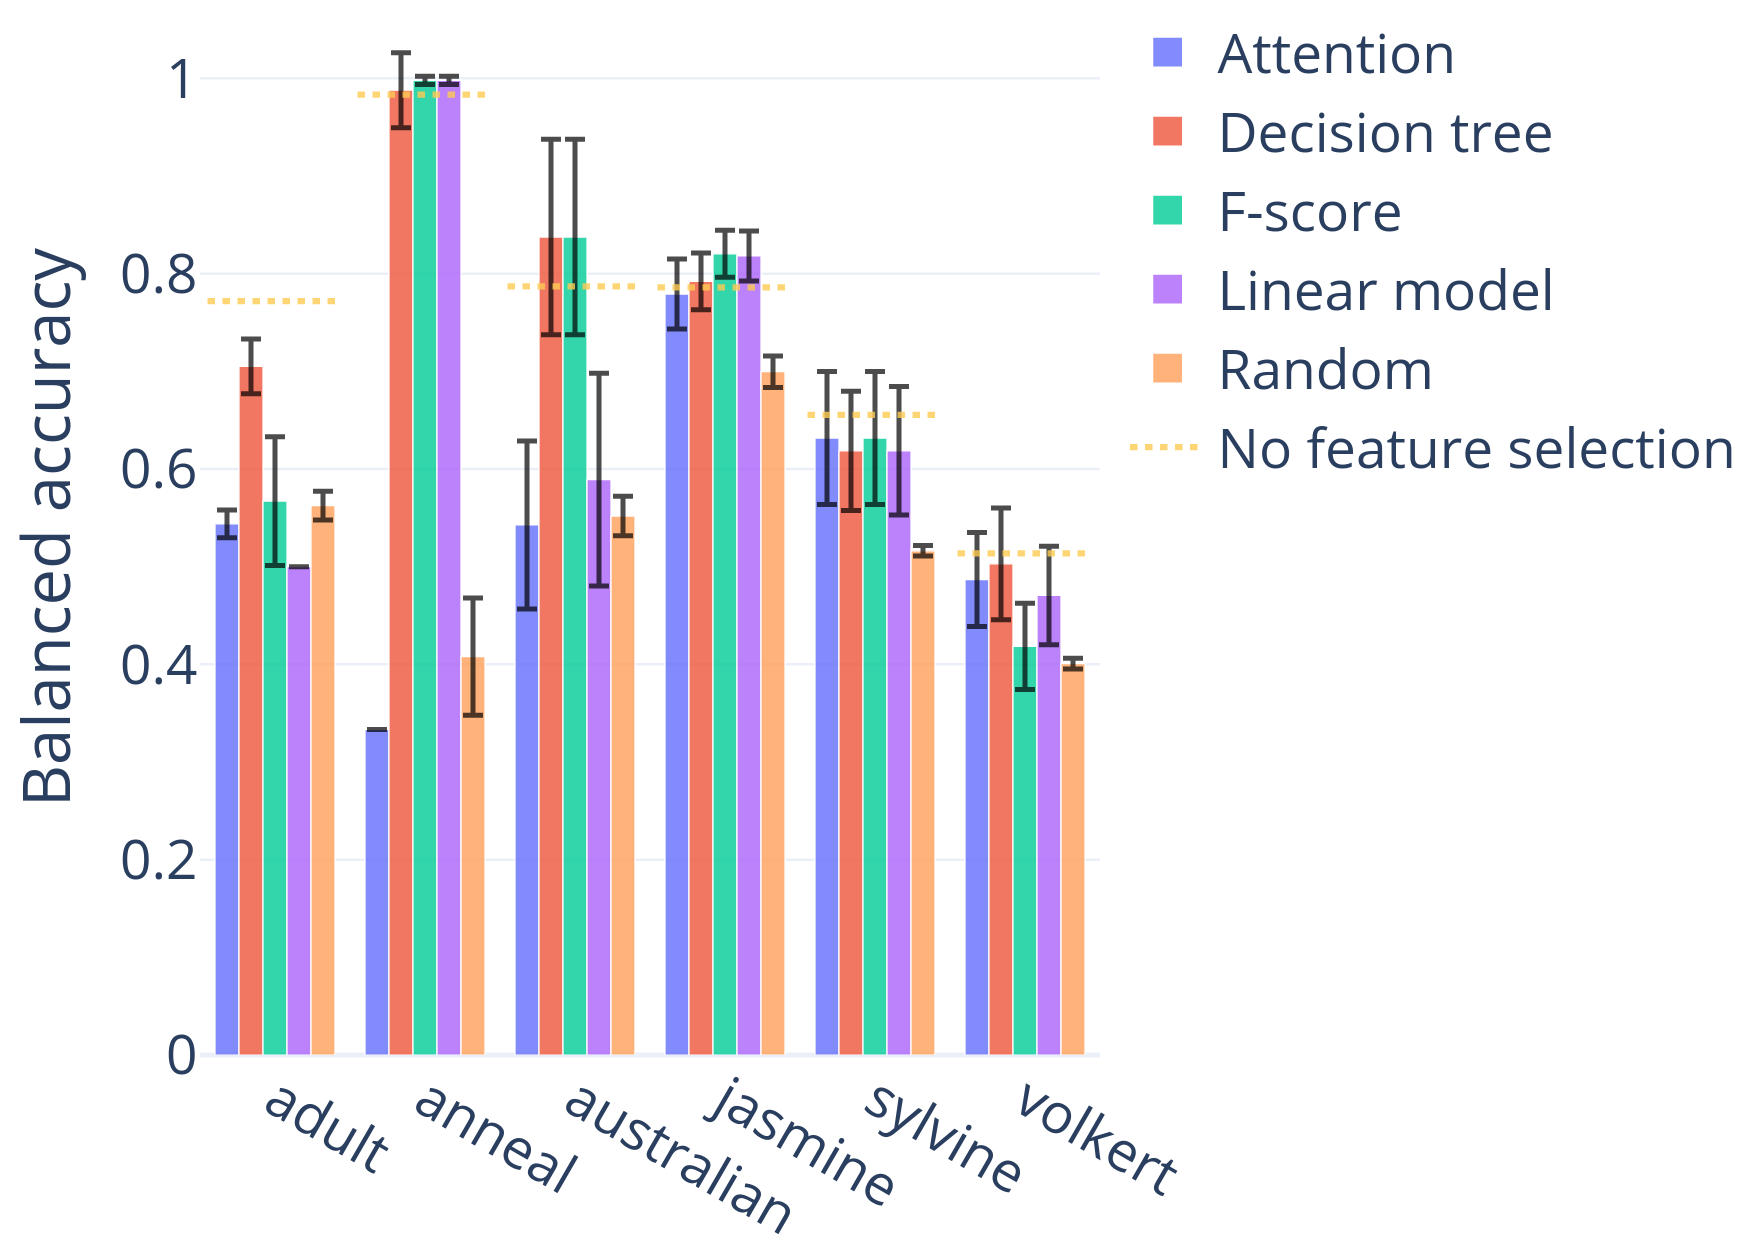 Balanced accuracy
1
0.8
0.6
0.4
0.2
0
adult
anneal
australian
jasmine
sylvine
volkert
Attention
Decision tree
F-score
Linear model
Random
No feature selection